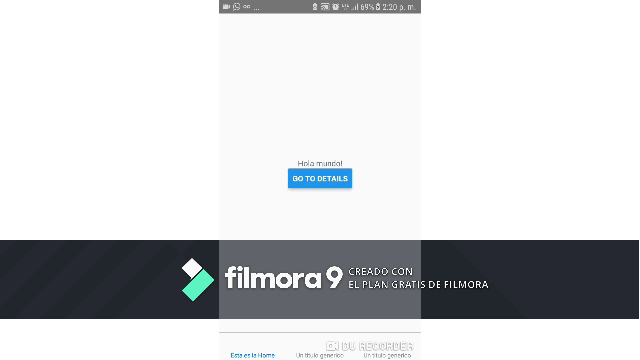 ... 69% 2:20 p. m.
Hola mundo!
GO TO DETAILS
filmora 9 CREADO CON
EL PLAN GRATIS DE FILMORA
DU RECORDER
Esta es la Home Un titulo generico Un titulo generico